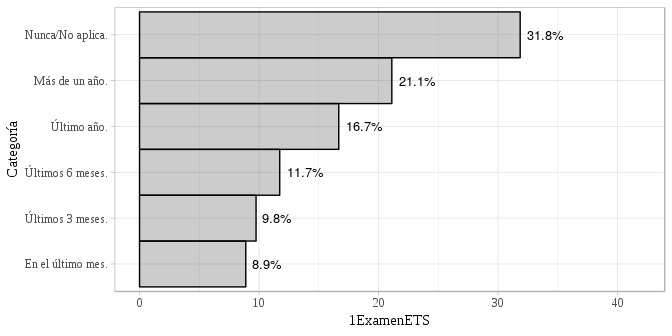 Nunca/No aplica.
31.8%
Más de un año.
21.1%
Último año.
16.7%
Categoría
Últimos 6 meses.
11.7%
Últimos 3 meses.
9.8%
En el último mes.
8.9%
0 10 20 30 40
1ExamenETS